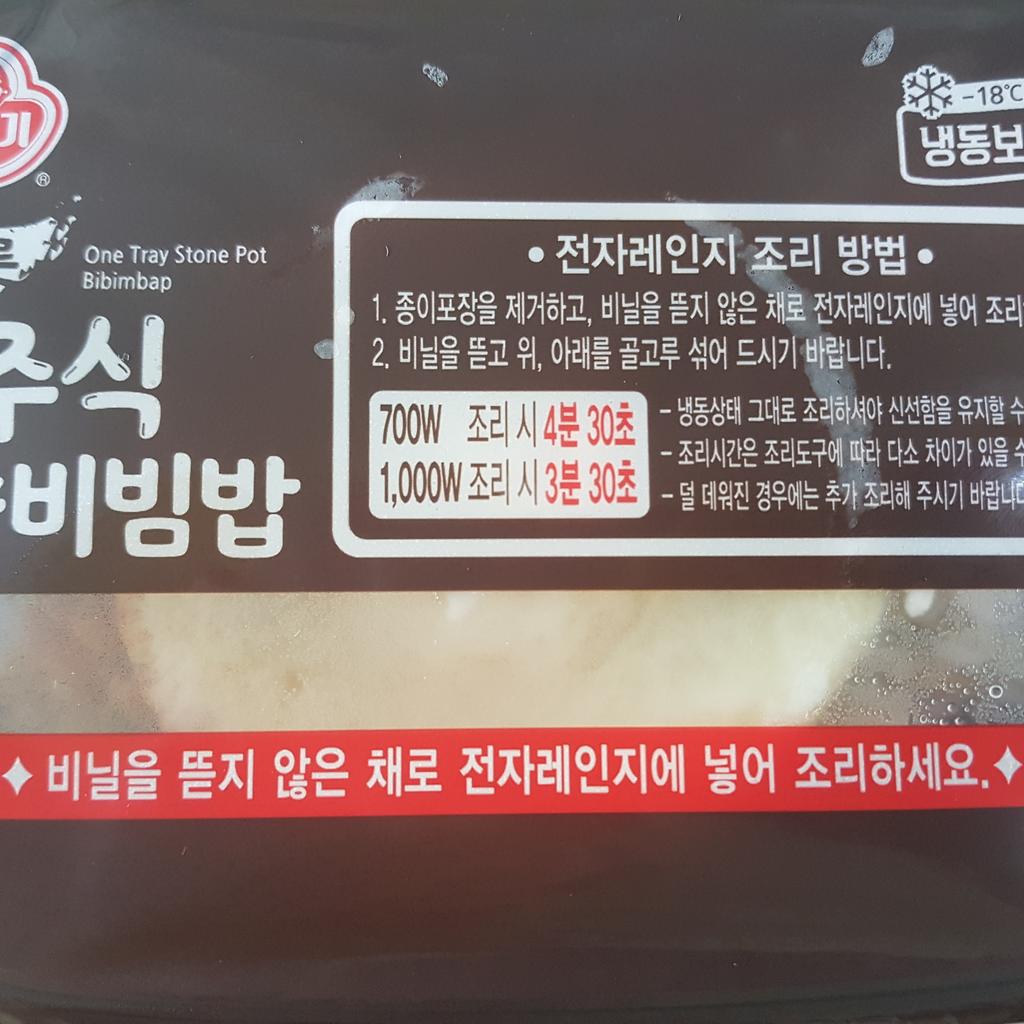 기
®
-18℃
냉동보
One Tray Stone Pot
Bibimbap
주식
비빔밥
• 전자레인지 조리 방법 •
1. 종이포장을 제거하고, 비닐을 뜯지 않은 채로 전자레인지에 넣어 조리
2. 비닐을 뜯고 위, 아래를 골고루 섞어 드시기 바랍니다.
700W 조리 시 4분 30초
1,000W 조리 시 3분 30초
- 냉동상태 그대로 조리하셔야 신선함을 유지할 수
- 조리시간은 조리도구에 따라 다소 차이가 있을 수
- 덜 데워진 경우에는 추가 조리해 주시기 바랍니다
✦ 비닐을 뜯지 않은 채로 전자레인지에 넣어 조리하세요. ✦